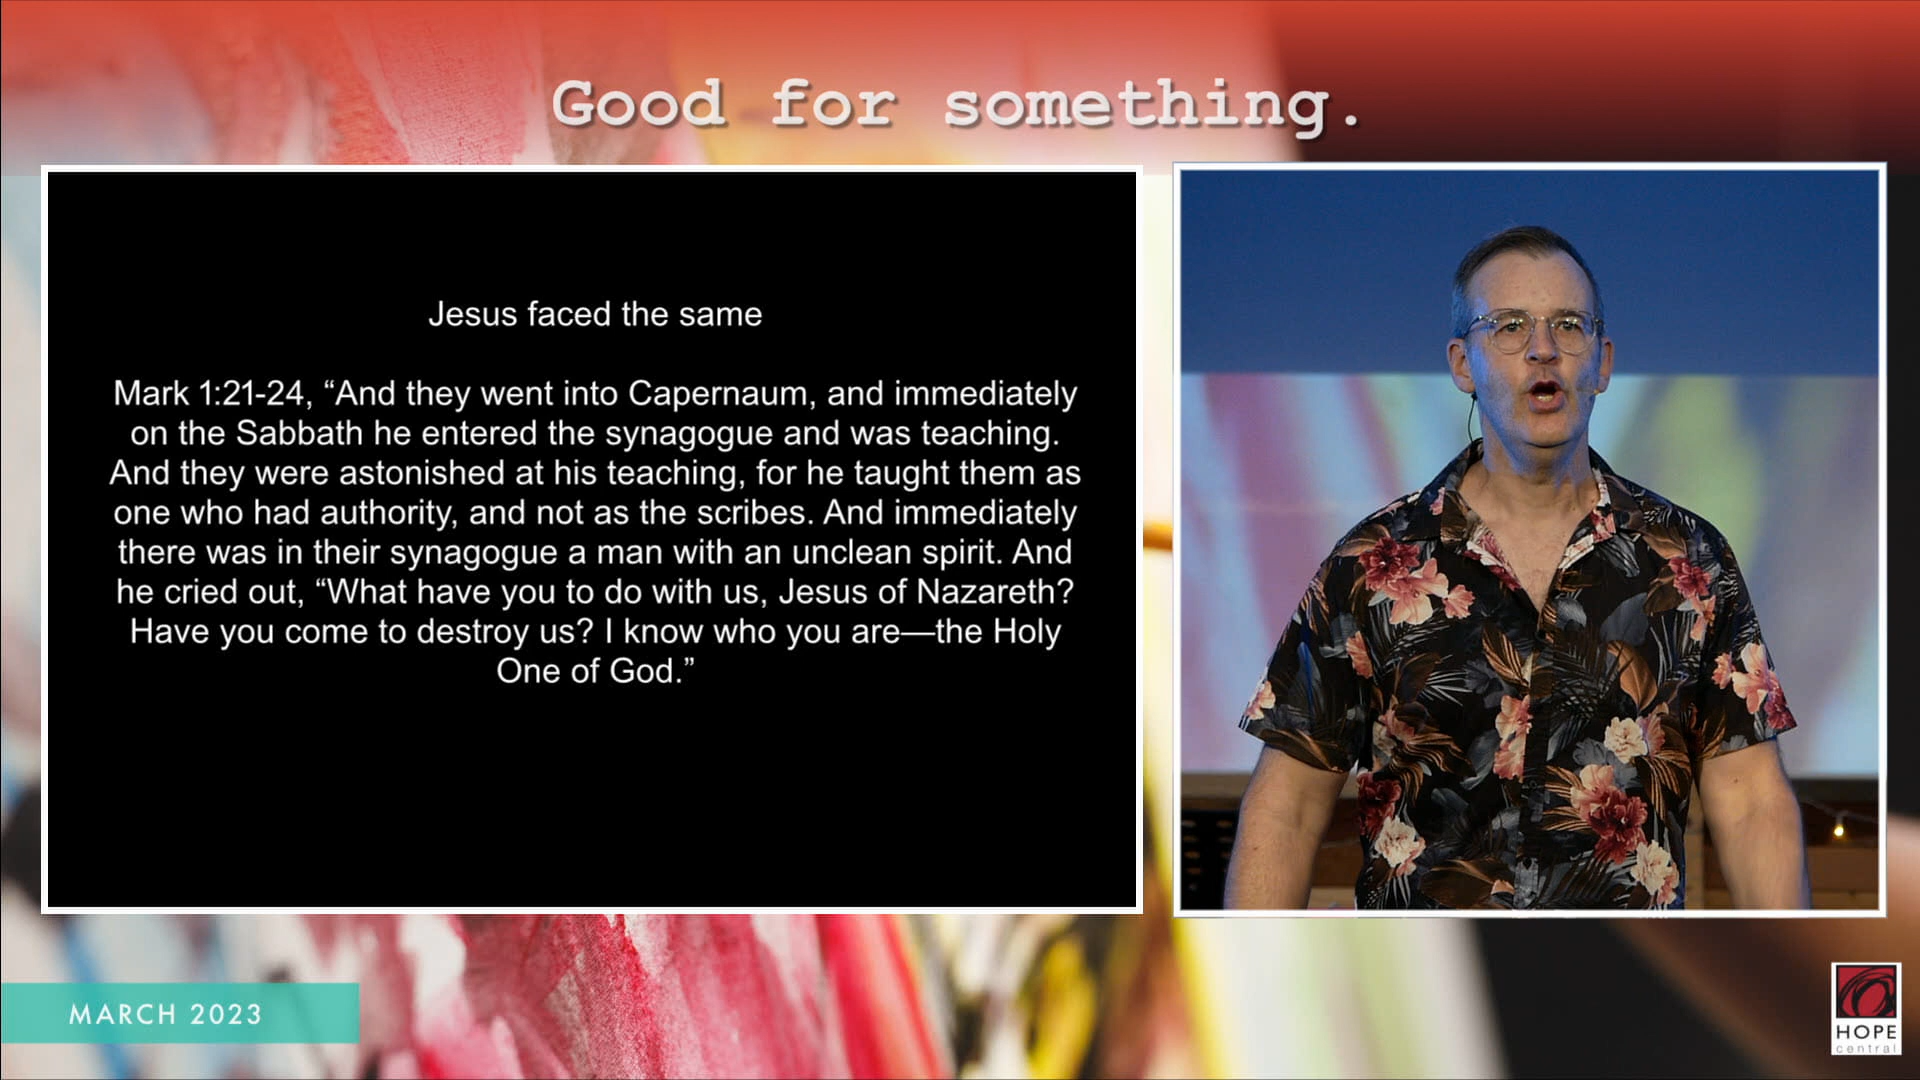 Good for something.
Jesus faced the same
Mark 1:21-24, “And they went into Capernaum, and immediately
on the Sabbath he entered the synagogue and was teaching.
And they were astonished at his teaching, for he taught them as
one who had authority, and not as the scribes. And immediately
there was in their synagogue a man with an unclean spirit. And
he cried out, “What have you to do with us, Jesus of Nazareth?
Have you come to destroy us? I know who you are—the Holy
One of God.”
MARCH 2023
HOPE
central